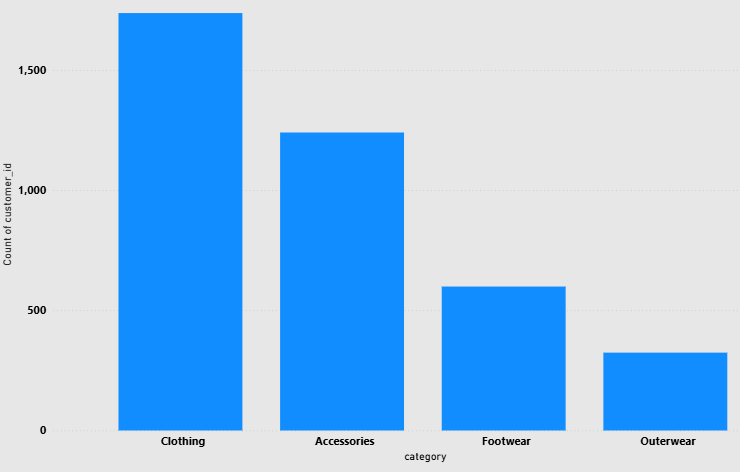 Count of customer_id
1,500
1,000
500
0
Clothing
Accessories
Footwear
Outerwear
category